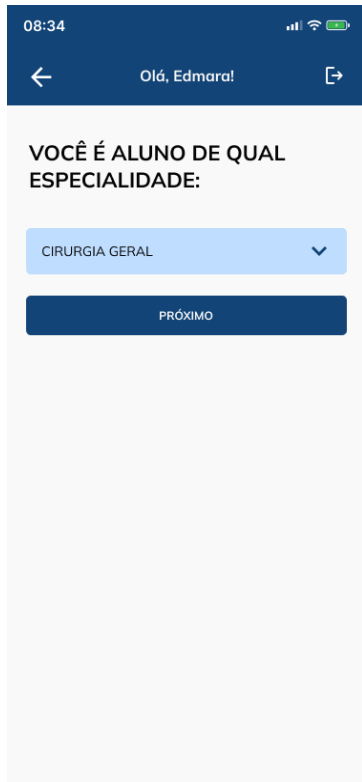 08:34
Olá, Edmara!
VOCÊ É ALUNO DE QUAL
ESPECIALIDADE:
CIRURGIA GERAL
PRÓXIMO